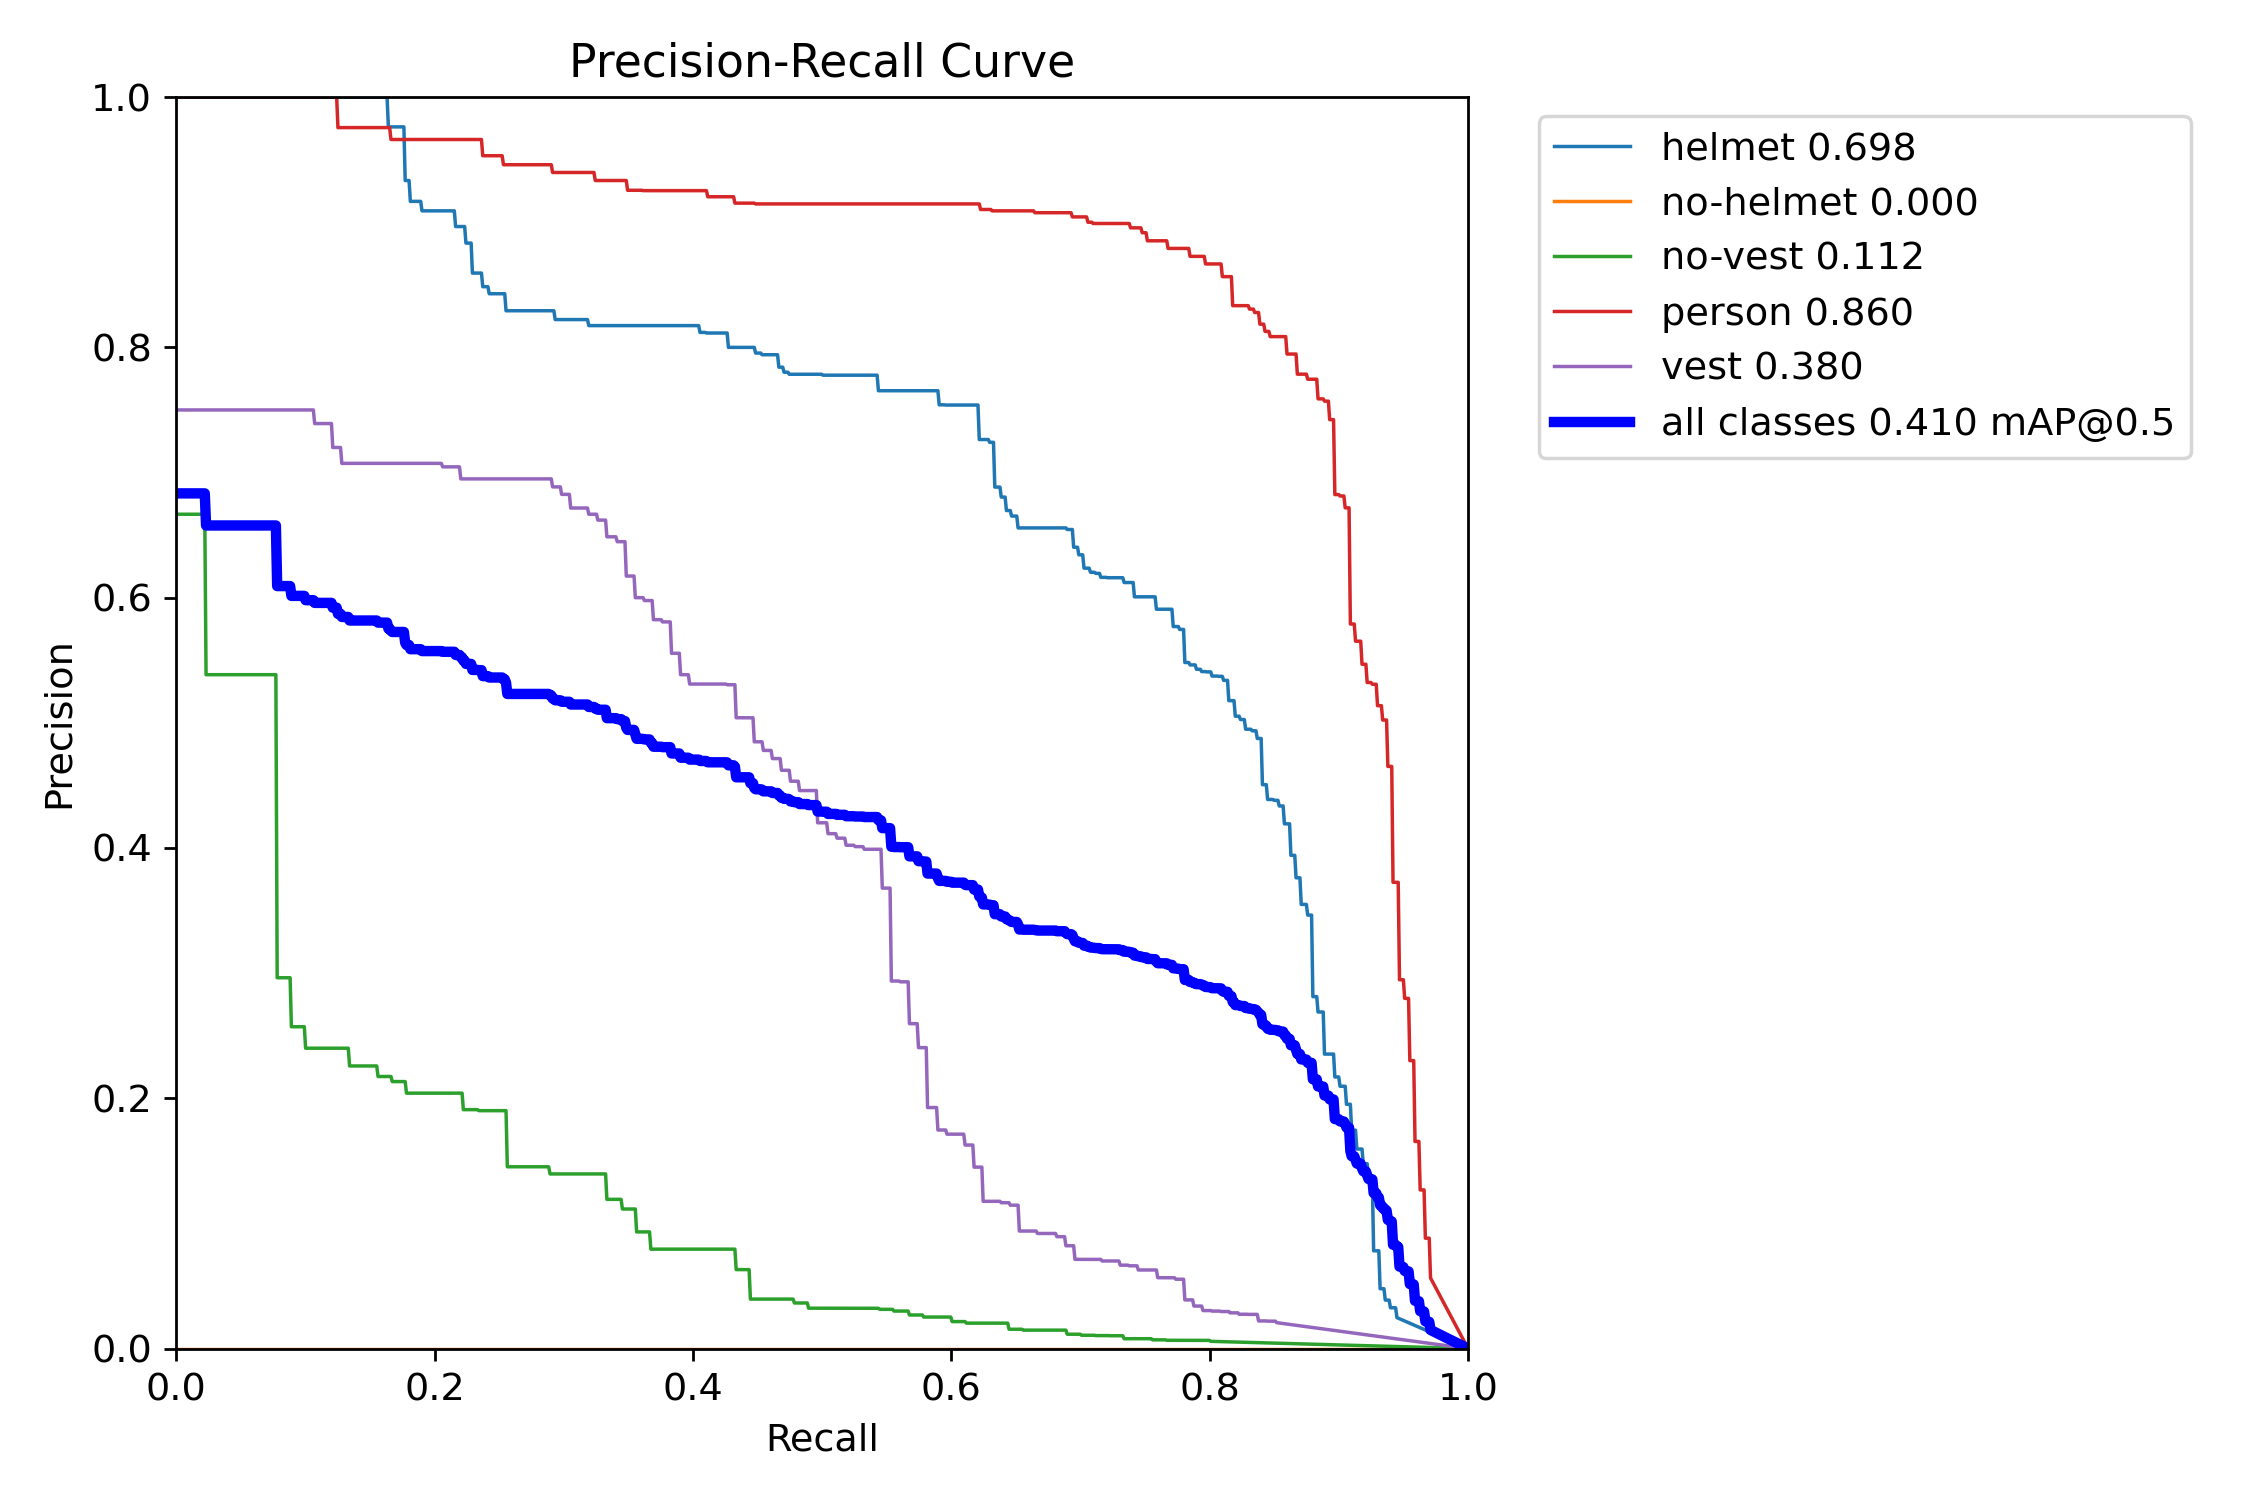 Precision-Recall Curve
1.0
0.8
0.6
0.4
0.2
0.0
Precision
0.0 0.2 0.4 0.6 0.8 1.0
Recall
helmet 0.698
no-helmet 0.000
no-vest 0.112
person 0.860
vest 0.380
all classes 0.410 mAP@0.5